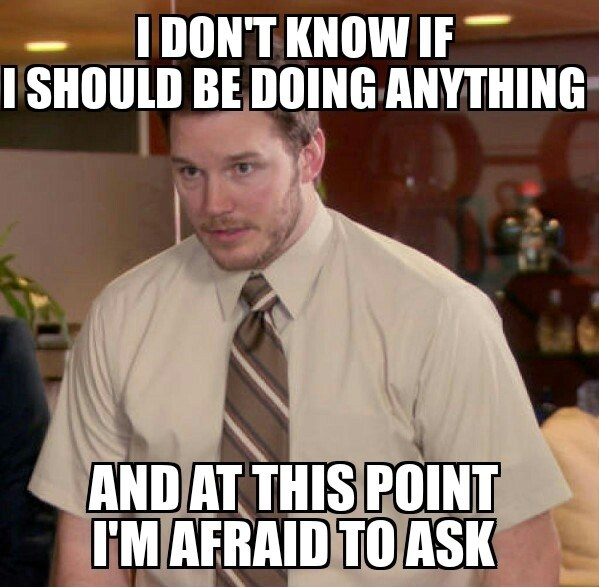 I DON'T KNOW IF
I SHOULD BE DOING ANYTHING
AND AT THIS POINT
I'M AFRAID TO ASK